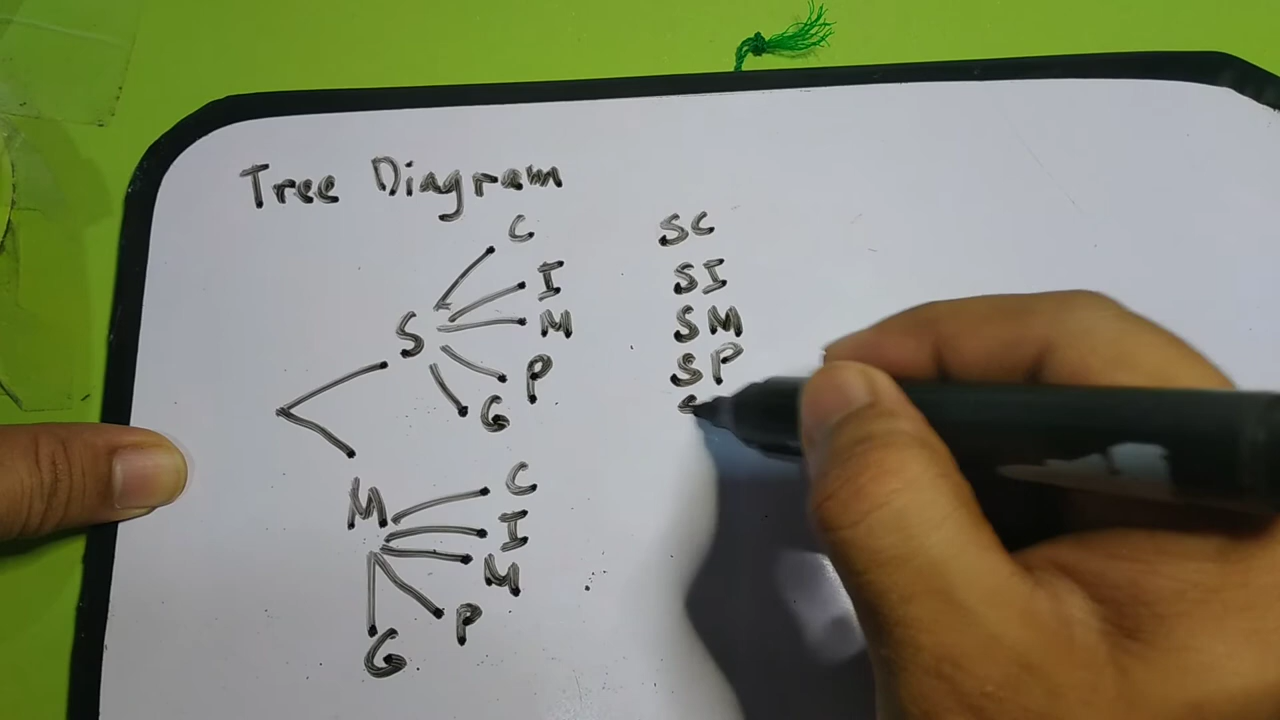 Tree Diagram
C SC
I SI
S M SM
P SP
G S
C
M I
M
P
G